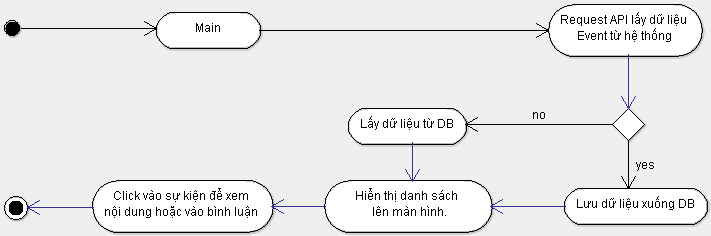 Main
Request API lấy dữ liệu
Event từ hệ thống
no
Lấy dữ liệu từ DB
yes
Click vào sự kiện để xem
nội dung hoặc vào bình luận
Hiển thị danh sách
lên màn hình.
Lưu dữ liệu xuống DB